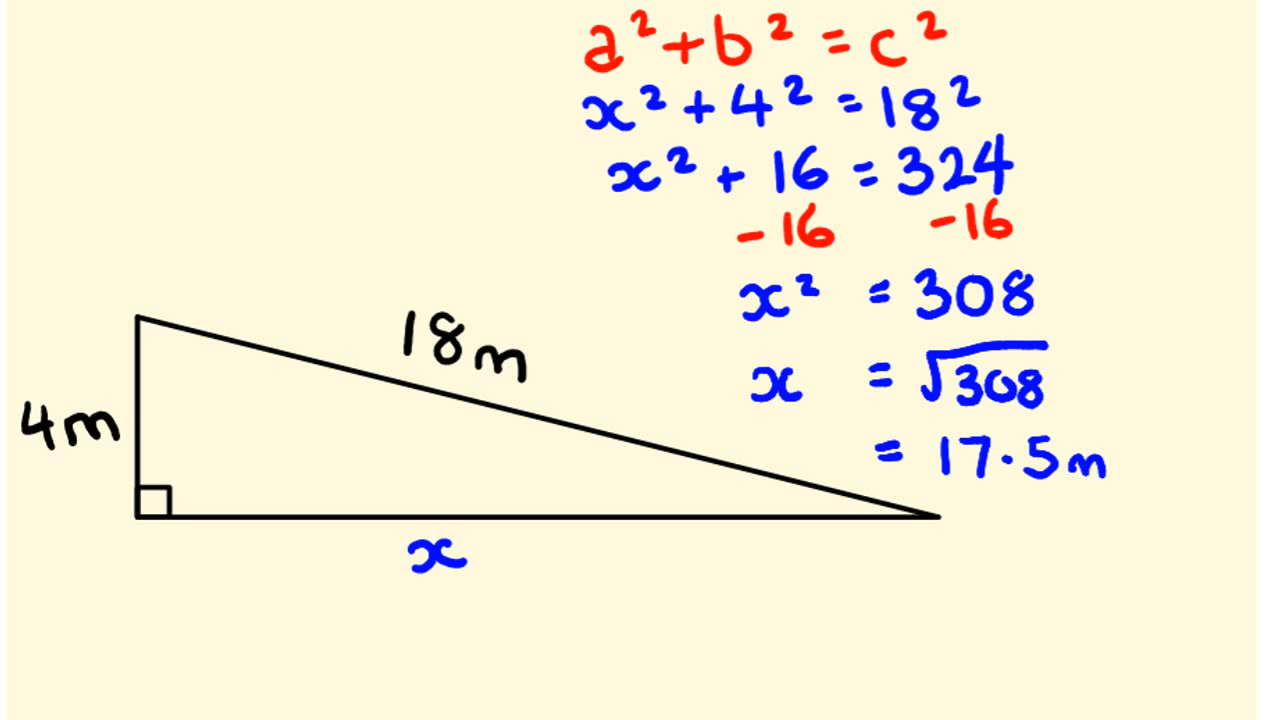 a² + b² = c²
x² + 4² = 18²
x² + 16 = 324
- 16 - 16
x² = 308
x = √308
= 17.5m
18m
4m
x